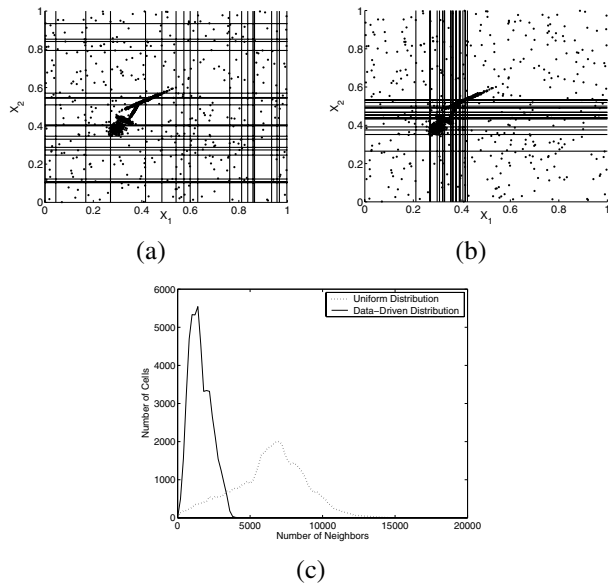 1
0.8
0.6
0.4
0.2
0
X2
0 0.2 0.4 0.6 0.8 1
X1
(a)
1
0.8
0.6
0.4
0.2
0
X2
0 0.2 0.4 0.6 0.8 1
X1
(b)
6000
5000
4000
3000
2000
1000
0
Number of Cells
Uniform Distribution
Data-Driven Distribution
0 5000 10000 15000 20000
Number of Neighbors
(c)